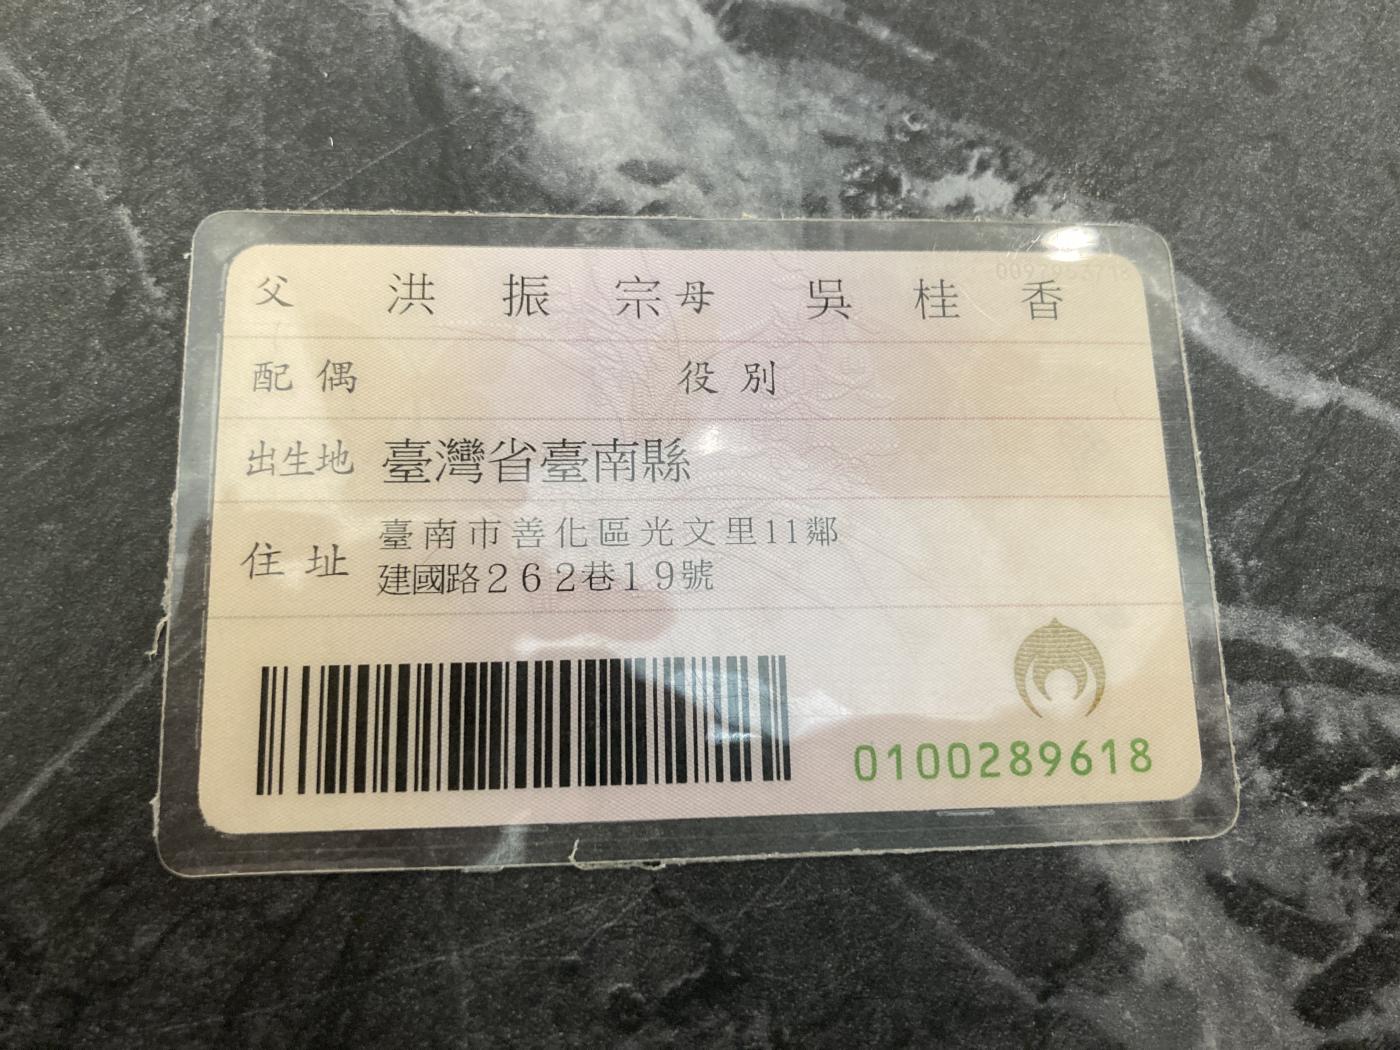 父 洪振宗 母 吳桂香
配偶 役別
出生地 臺灣省臺南縣
住址 臺南市善化區光文里11鄰
建國路262巷19號
0100289618